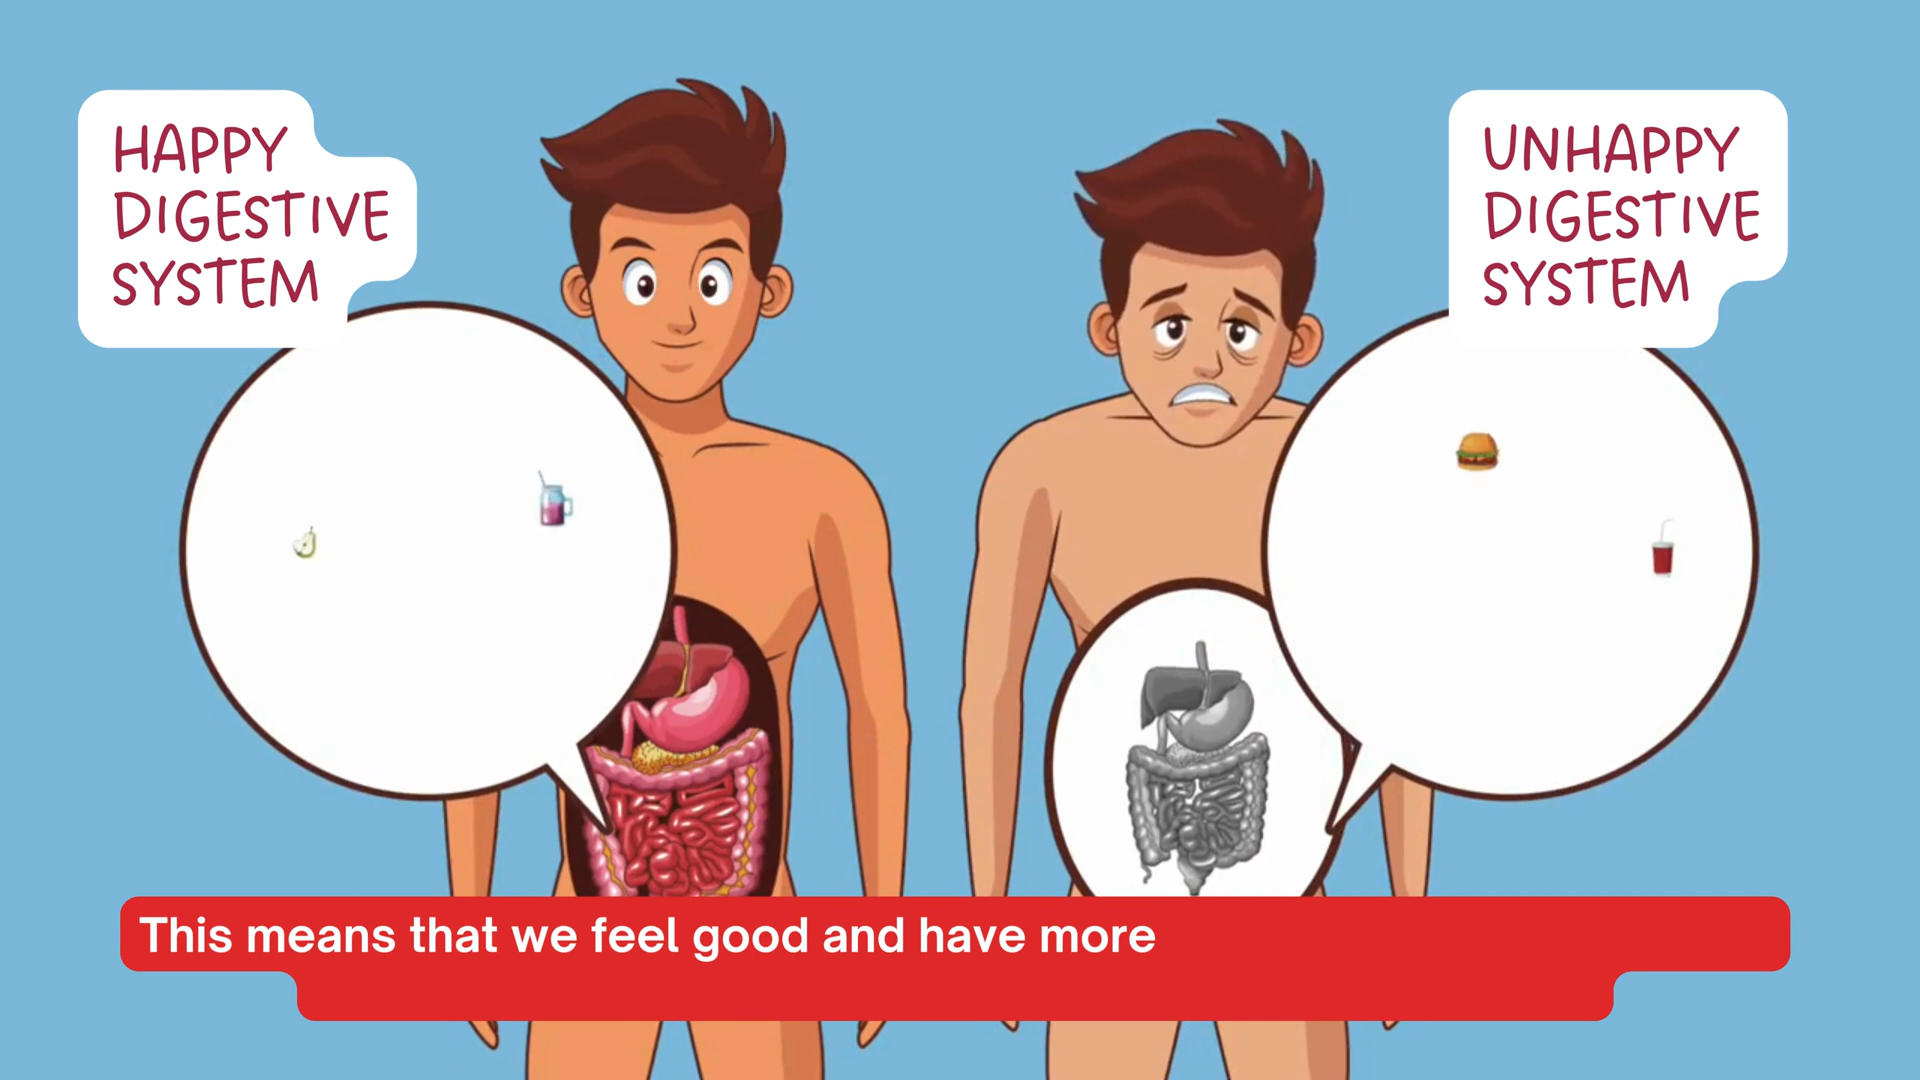 HAPPY
DIGESTIVE
SYSTEM
UNHAPPY
DIGESTIVE
SYSTEM
This means that we feel good and have more